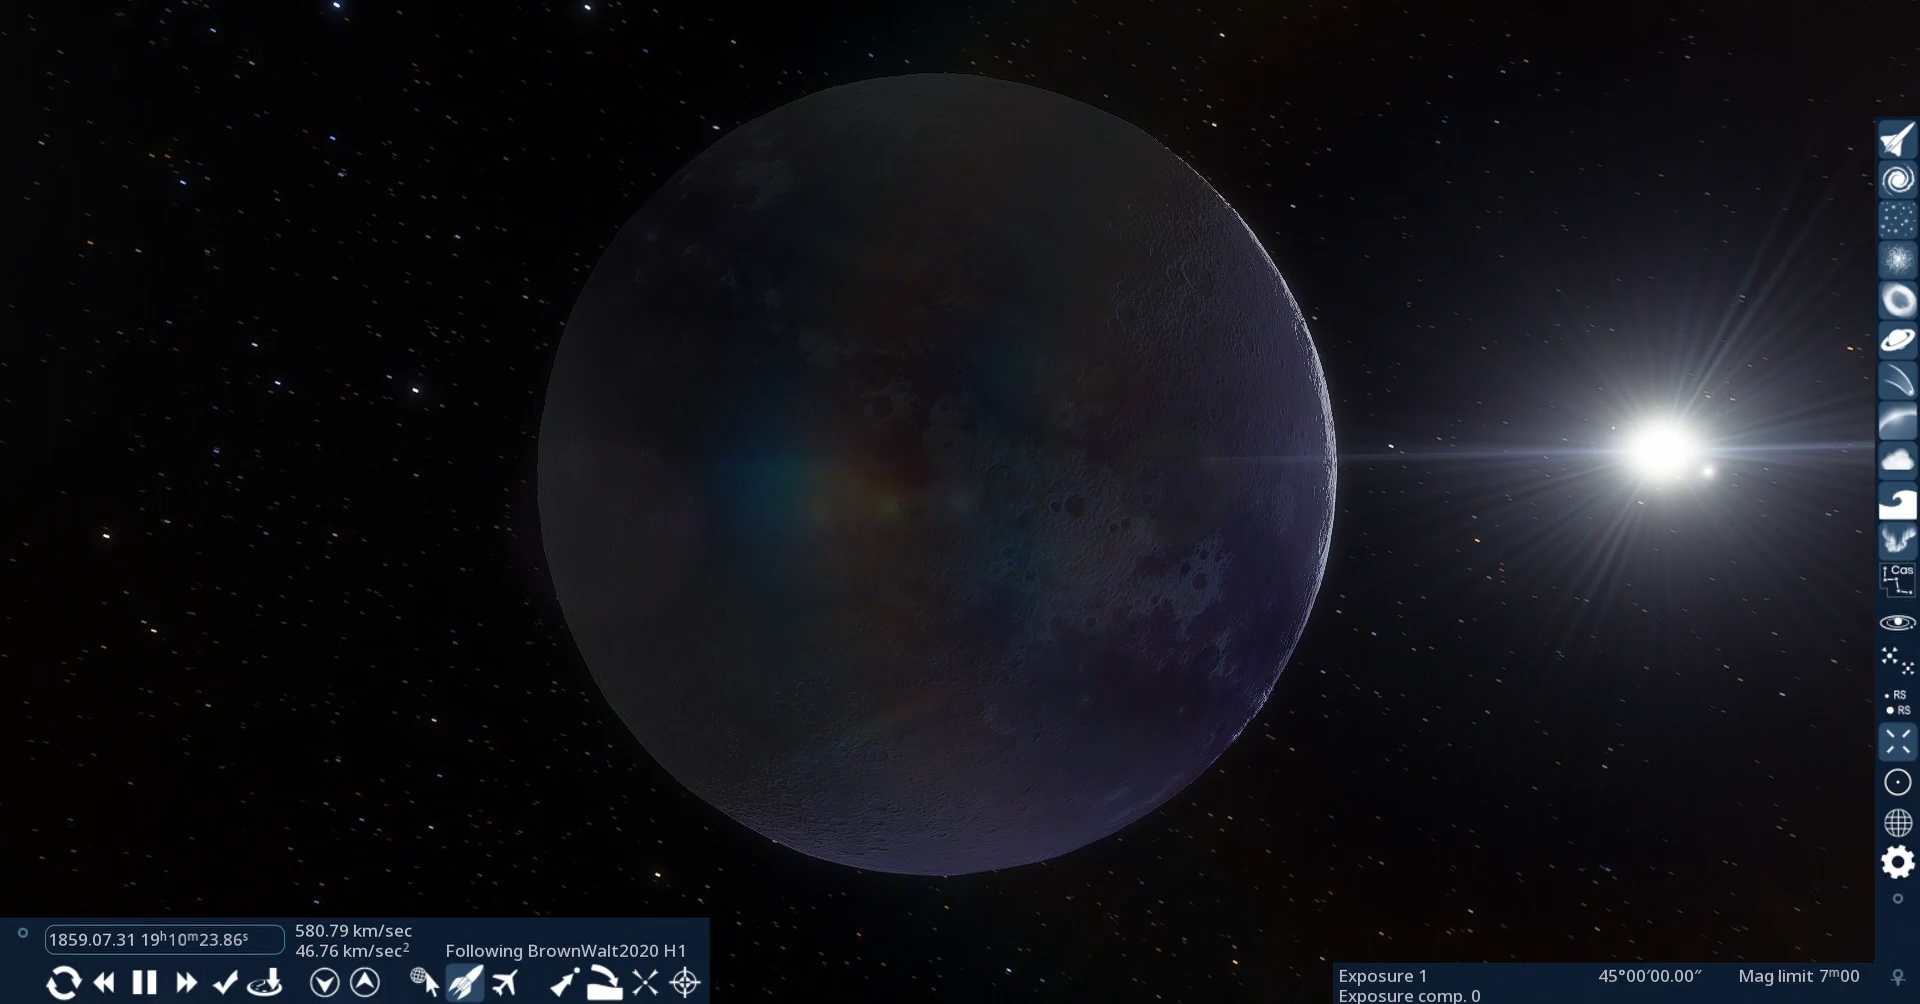 Cas
RS
RS
1859.07.31 19ʰ10ᵐ23.86ˢ
580.79 km/sec
46.76 km/sec²
Following BrownWalt2020 H1
Exposure 1
45°00′00.00″
Mag limit 7ᵐ00
Exposure comp. 0